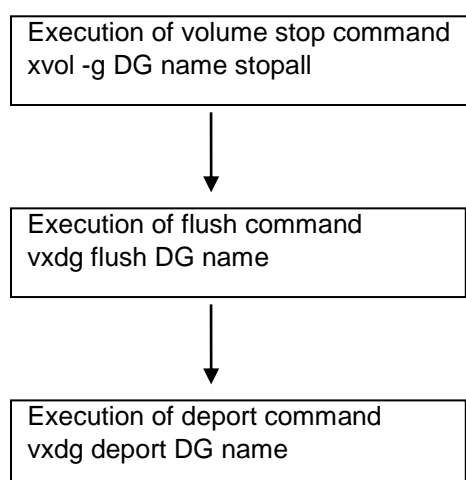 Execution of volume stop command
xvol -g DG name stopall
Execution of flush command
vxdg flush DG name
Execution of deport command
vxdg deport DG name